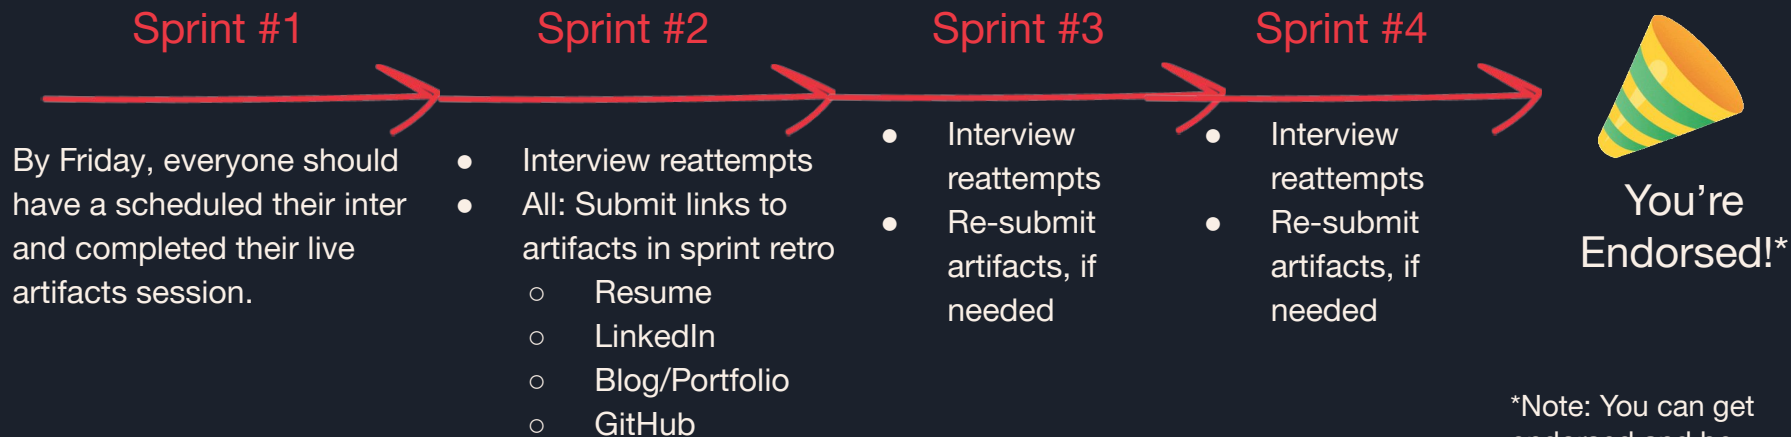 Sprint #1
By Friday, everyone should
have a scheduled their inter
and completed their live
artifacts session.
Sprint #2
● Interview reattempts
● All: Submit links to
artifacts in sprint retro
○ Resume
○ LinkedIn
○ Blog/Portfolio
○ GitHub
Sprint #3
● Interview
reattempts
● Re-submit
artifacts, if
needed
Sprint #4
● Interview
reattempts
● Re-submit
artifacts, if
needed
You’re
Endorsed!*
*Note: You can get
endorsed and be